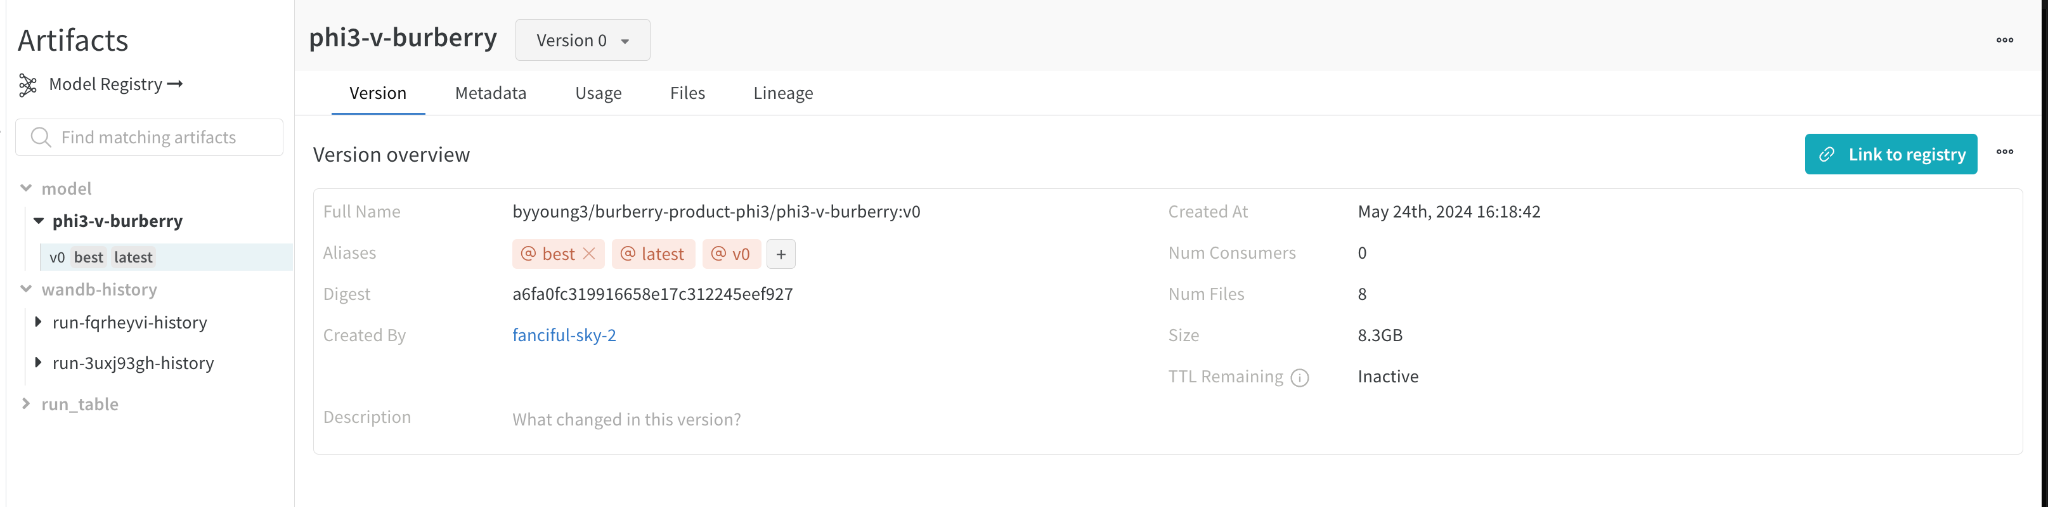 Artifacts
Model Registry →
Find matching artifacts
model
phi3-v-burberry
v0 best latest
wandb-history
run-fqrheyvi-history
run-3uxj93gh-history
run_table
phi3-v-burberry Version 0
Version Metadata Usage Files Lineage
Version overview Link to registry
Full Name byyoung3/burberry-product-phi3/phi3-v-burberry:v0 Created At May 24th, 2024 16:18:42
Aliases @ best @ latest @ v0 + Num Consumers 0
Digest a6fa0fc319916658e17c312245eef927 Num Files 8
Created By fanciful-sky-2 Size 8.3GB
TTL Remaining Inactive
Description What changed in this version?